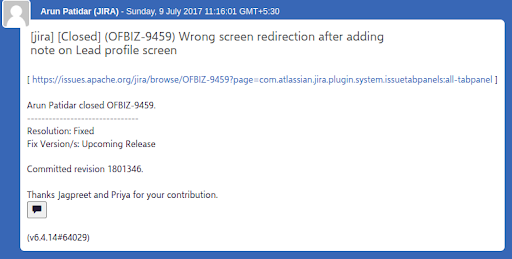 Arun Patidar (JIRA) - Sunday, 9 July 2017 11:16:01 GMT+5:30
[jira] [Closed] (OFBIZ-9459) Wrong screen redirection after adding
note on Lead profile screen
[ https://issues.apache.org/jira/browse/OFBIZ-9459?page=com.atlassian.jira.plugin.system.issuetabpanels:all-tabpanel ]
Arun Patidar closed OFBIZ-9459.
-------------------------------
Resolution: Fixed
Fix Version/s: Upcoming Release
Committed revision 1801346.
Thanks Jagpreet and Priya for your contribution.
(v6.4.14#64029)